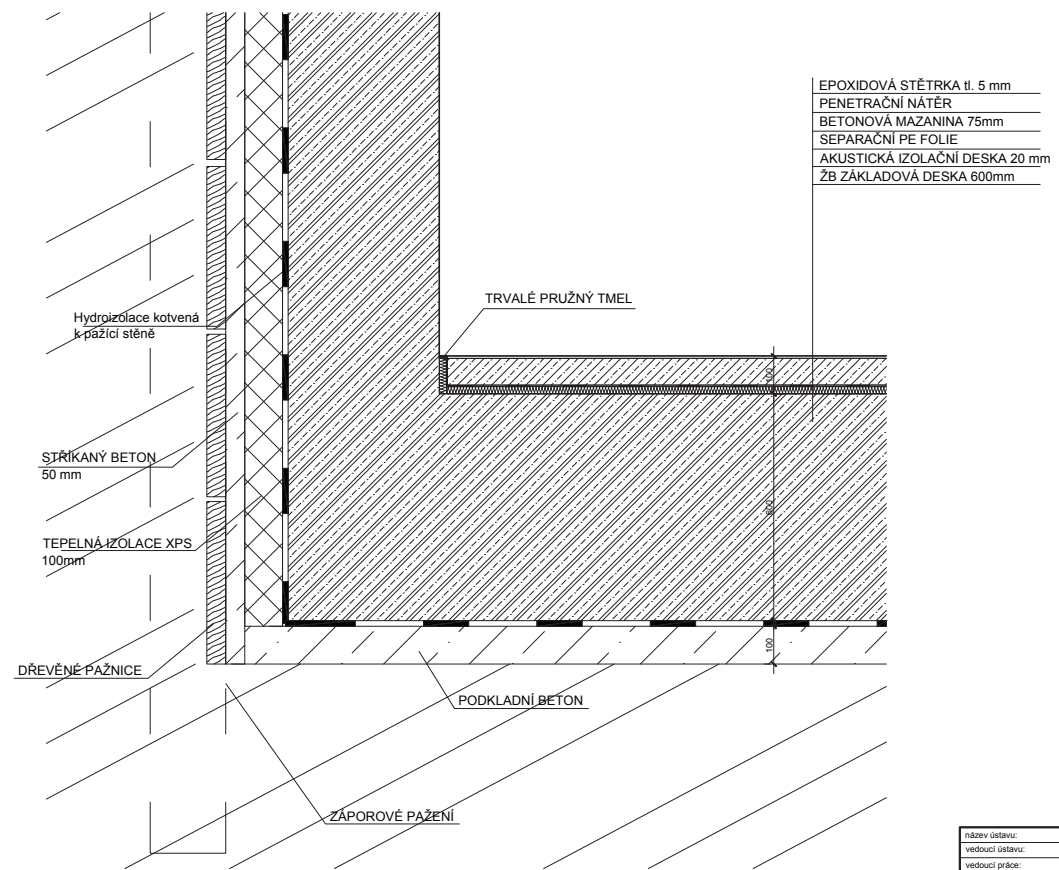 EPOXIDOVÁ STĚTRKA tl. 5 mm
PENETRAČNÍ NÁTĚR
BETONOVÁ MAZANINA 75mm
SEPARAČNÍ PE FOLIE
AKUSTICKÁ IZOLAČNÍ DESKA 20 mm
ŽB ZÁKLADOVÁ DESKA 600mm
TRVALÉ PRUŽNÝ TMEL
Hydroizolace kotvená
k pažící stěně
100
STŘÍKANÝ BETON
50 mm
600
TEPELNÁ IZOLACE XPS
100mm
100
DŘEVĚNÉ PAŽNICE
PODKLADNÍ BETON
ZÁPOROVÉ PAŽENÍ
název ústavu:
vedoucí ústavu:
vedoucí práce: